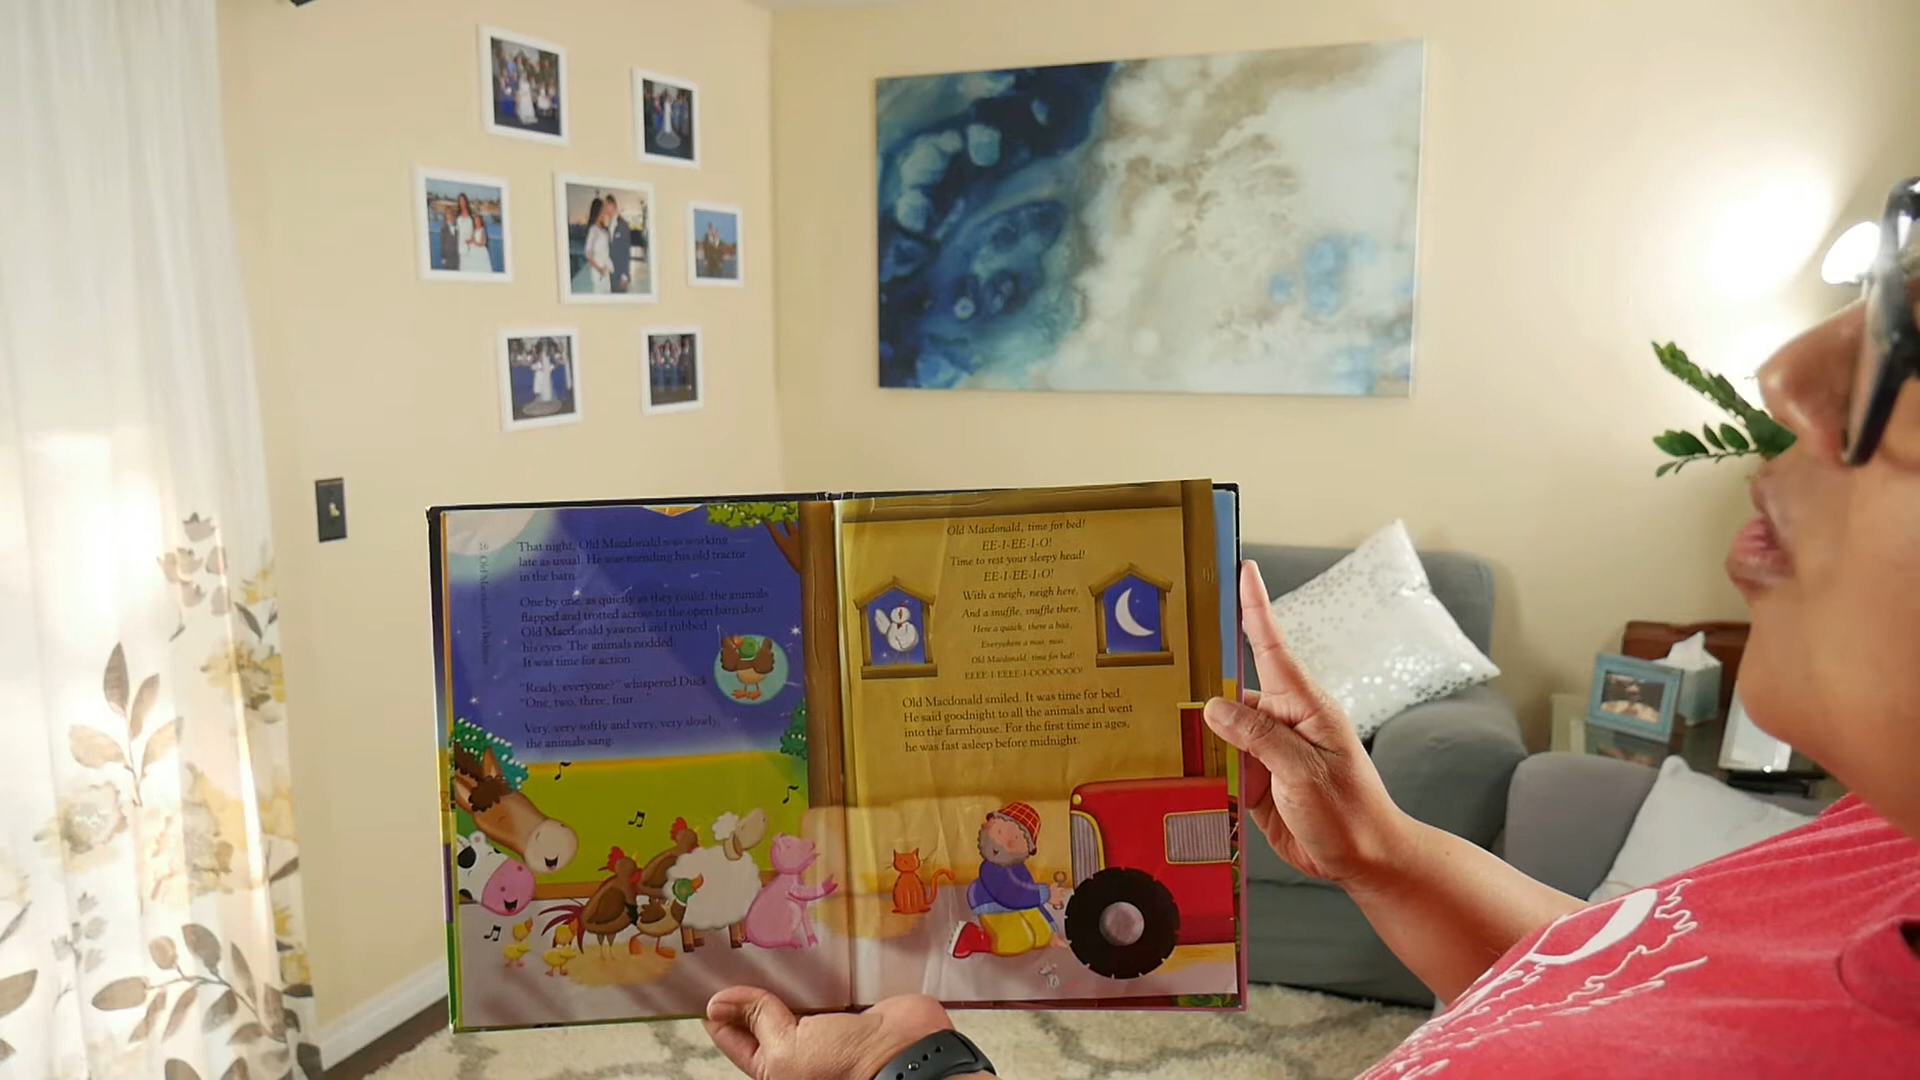 16
Old Macdonald's Bedtime
That night, Old Macdonald was working
late as usual. He was mending his old tractor
in the barn.
One by one, as quietly as they could, the animals
flapped and trotted across to the open barn door.
Old Macdonald yawned and rubbed
his eyes. The animals nodded.
It was time for action.
"Ready, everyone?" whispered Duck.
"One, two, three, four . . ."
Very, very softly and very, very slowly,
the animals sang:
Old Macdonald, time for bed!
EE-I-EE-I-O!
Time to rest your sleepy head!
EE-I-EE-I-O!
With a neigh, neigh here,
And a snuffle, snuffle there,
Here a quack, there a baa,
Everywhere a moo, moo.
Old Macdonald, time for bed!
EEEE-I-EEEE-I-OOOOOOO!
Old Macdonald smiled. It was time for bed.
He said goodnight to all the animals and went
into the farmhouse. For the first time in ages,
he was fast asleep before midnight.